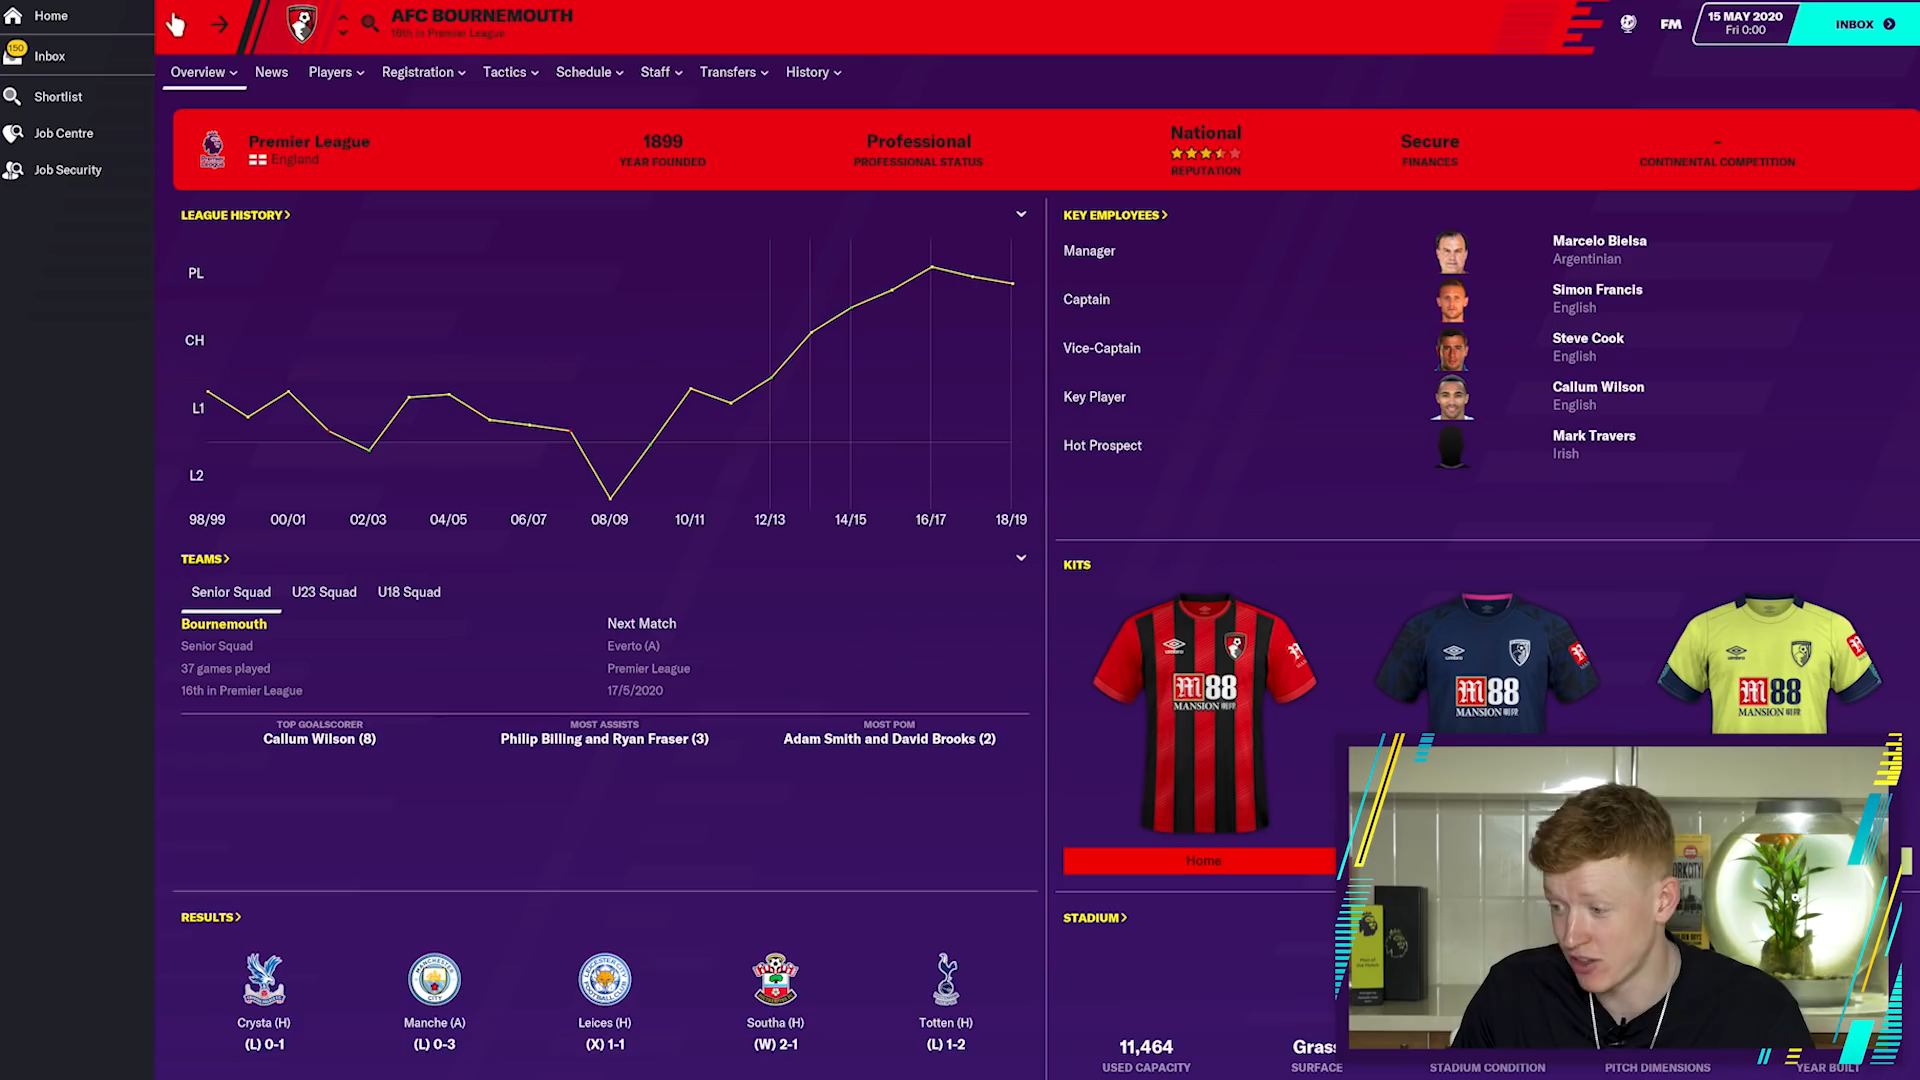 Home
150
Inbox
Shortlist
Job Centre
Job Security
AFC BOURNEMOUTH
16th in Premier League
FM
15 MAY 2020
Fri 0:00
INBOX
Overview
News
Players
Registration
Tactics
Schedule
Staff
Transfers
History
Premier League
England
1899
YEAR FOUNDED
Professional
PROFESSIONAL STATUS
National
REPUTATION
Secure
FINANCES
-
CONTINENTAL COMPETITION
LEAGUE HISTORY
PL
CH
L1
L2
98/99
00/01
02/03
04/05
06/07
08/09
10/11
12/13
14/15
16/17
18/19
KEY EMPLOYEES
Manager
Marcelo Bielsa
Argentinian
Captain
Simon Francis
English
Vice-Captain
Steve Cook
English
Key Player
Callum Wilson
English
Hot Prospect
Mark Travers
Irish
TEAMS
Senior Squad
U23 Squad
U18 Squad
Bournemouth
Senior Squad
37 games played
16th in Premier League
Next Match
Everto (A)
Premier League
17/5/2020
TOP GOALSCORER
Callum Wilson (8)
MOST ASSISTS
Philip Billing and Ryan Fraser (3)
MOST POM
Adam Smith and David Brooks (2)
KITS
umbro
M88
MANSION
umbro
M88
MANSION
umbro
M88
MANSION
Home
RESULTS
Crysta (H)
(L) 0-1
Manche (A)
(L) 0-3
Leices (H)
(X) 1-1
Southa (H)
(W) 2-1
Totten (H)
(L) 1-2
STADIUM
11,464
USED CAPACITY
Grass
SURFACE
STADIUM CONDITION
PITCH DIMENSIONS
YEAR BUILT